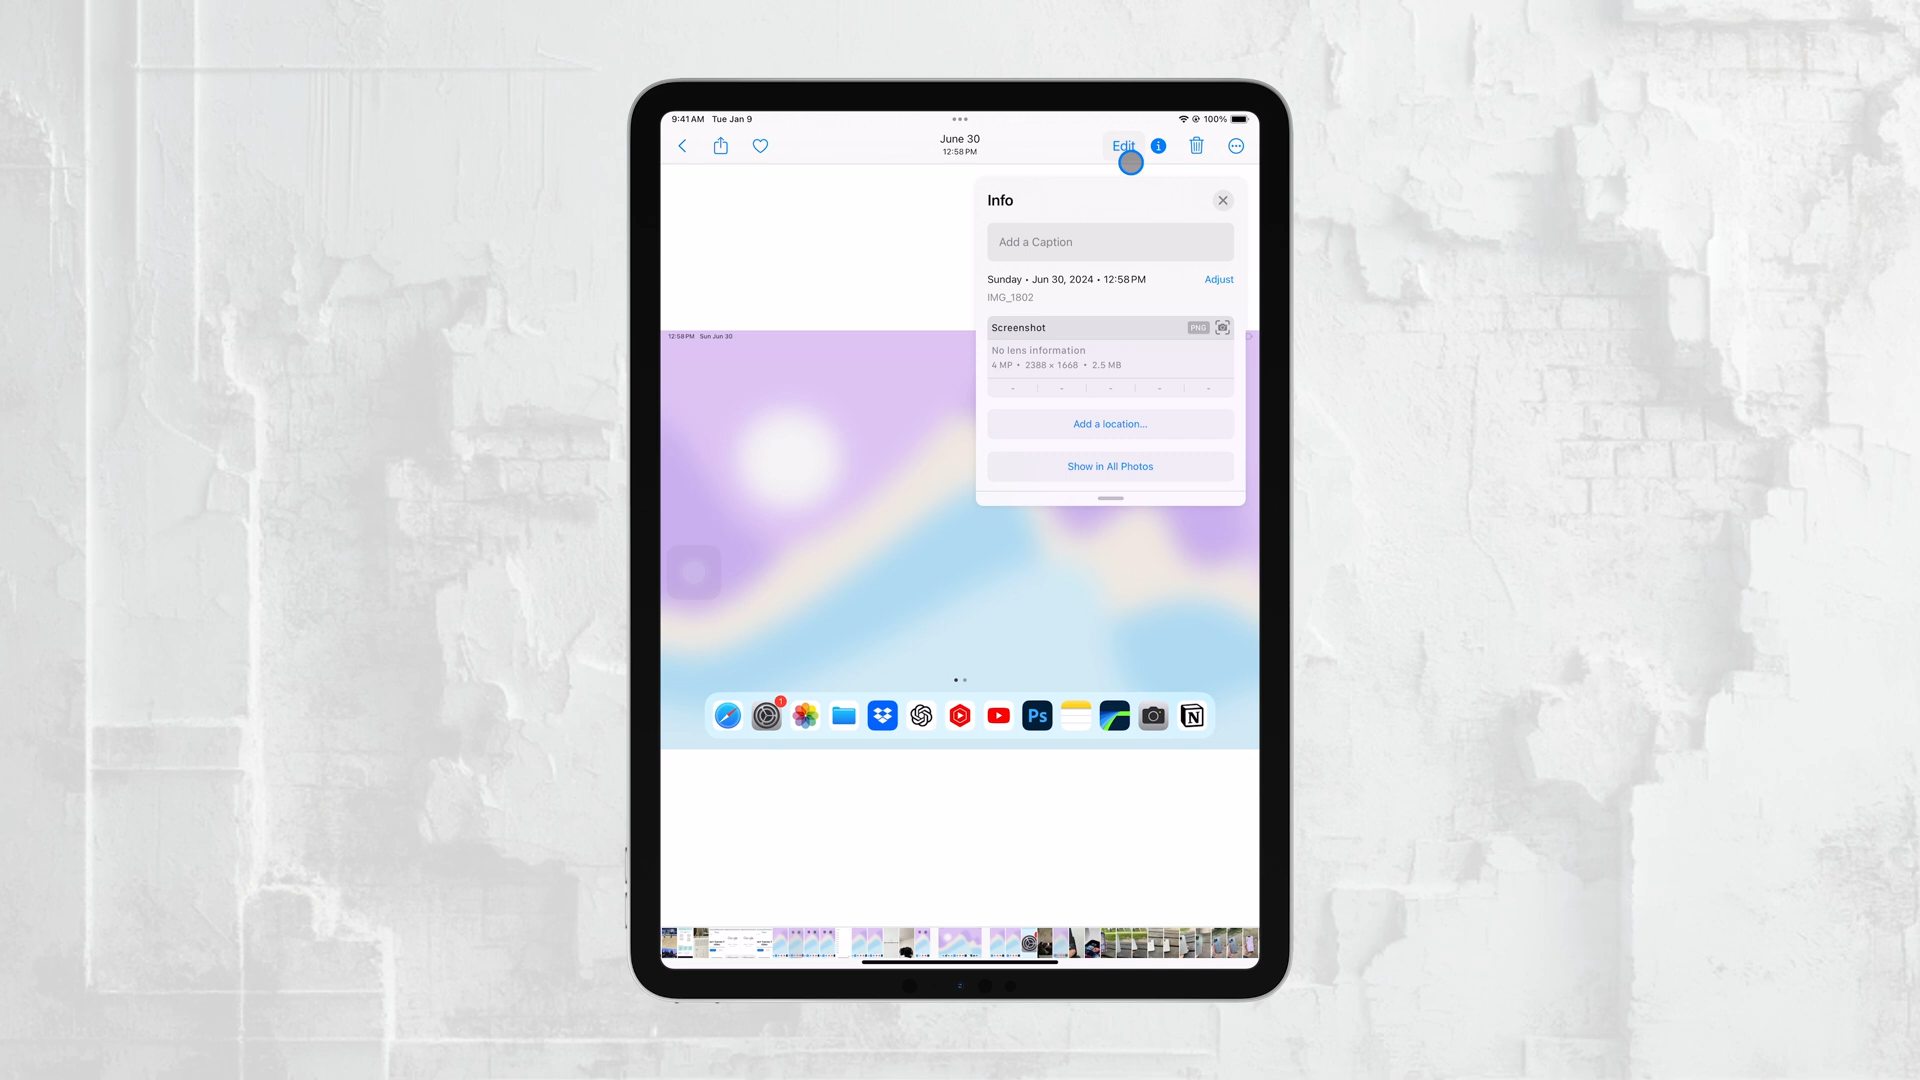 9:41 AM Tue Jan 9
100%
June 30
12:58 PM
Edit
Info
Add a Caption
Sunday • Jun 30, 2024 • 12:58 PM
Adjust
IMG_1802
Screenshot
PNG
No lens information
4 MP • 2388 × 1668 • 2.5 MB
- - - - -
Add a location...
Show in All Photos
12:58 PM Sun Jun 30
1
Ps